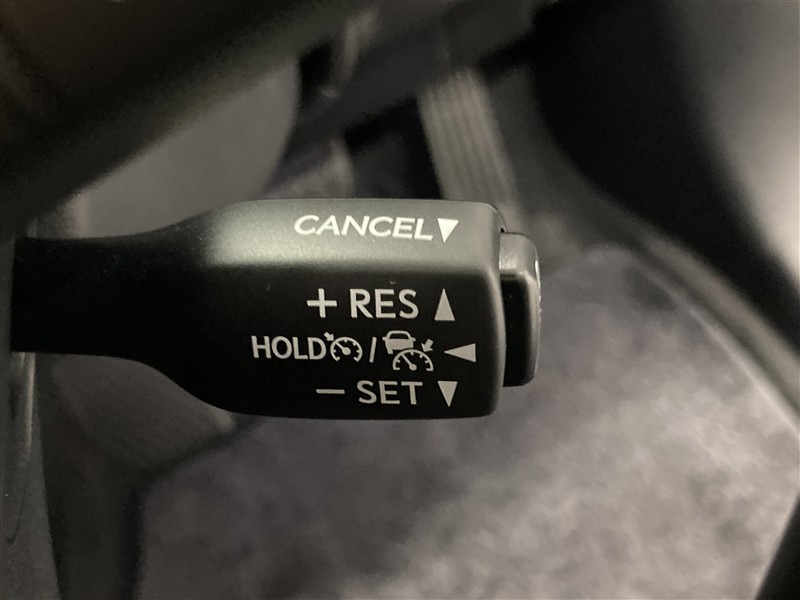 CANCEL▼
+ RES ▲
HOLD / ◀
− SET ▼